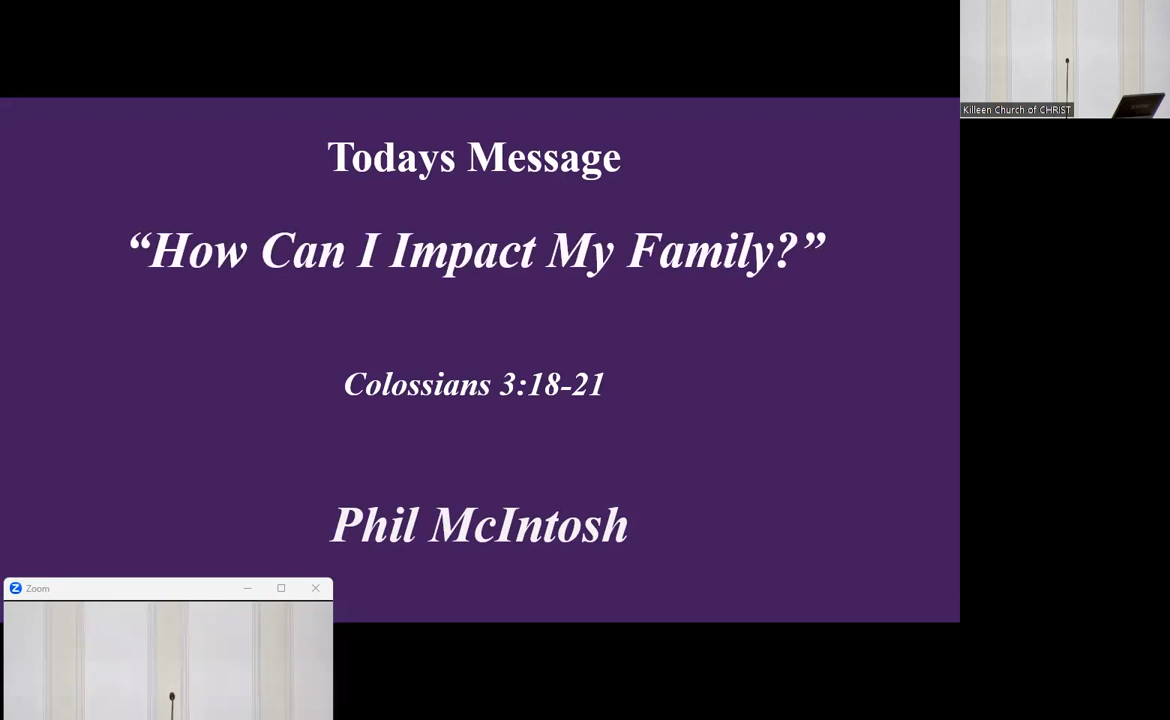 Todays Message
“How Can I Impact My Family?”
Colossians 3:18-21
Phil McIntosh
Killeen Church of CHRIST
Zoom